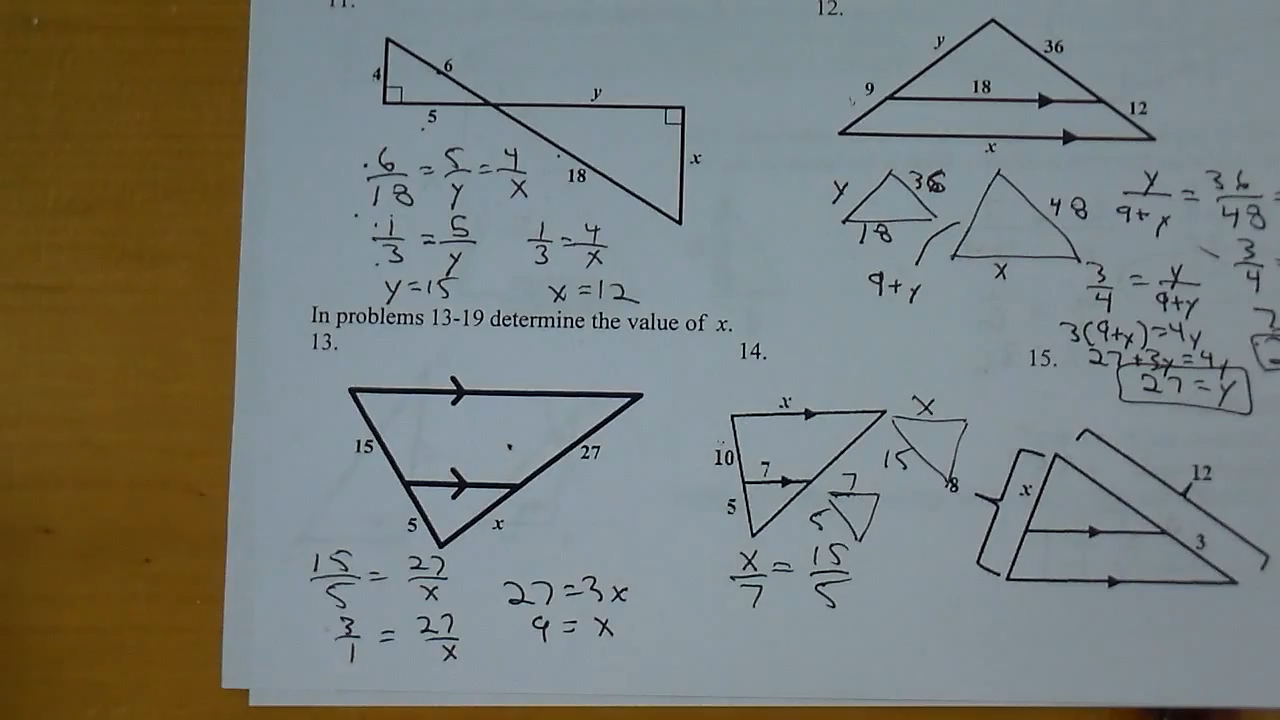 11.
4
6
5
y
18
x
6/18 = 5/y = 4/x
1/3 = 5/y
1/3 = 4/x
y=15
x=12
12.
y
36
9
18
12
x
y
36
18
9+y
48
x
y/9+y = 36/48 =
3/4 =
3/4 = y/9+y
3(9+y)=4y
27+3y=4y
27=y
In problems 13-19 determine the value of x.
13.
15
27
5
x
15/5 = 27/x
3/1 = 27/x
27=3x
9=x
14.
x
10
7
5
x
15
7
5
x/7 = 15/5
15.
8
x
12
3